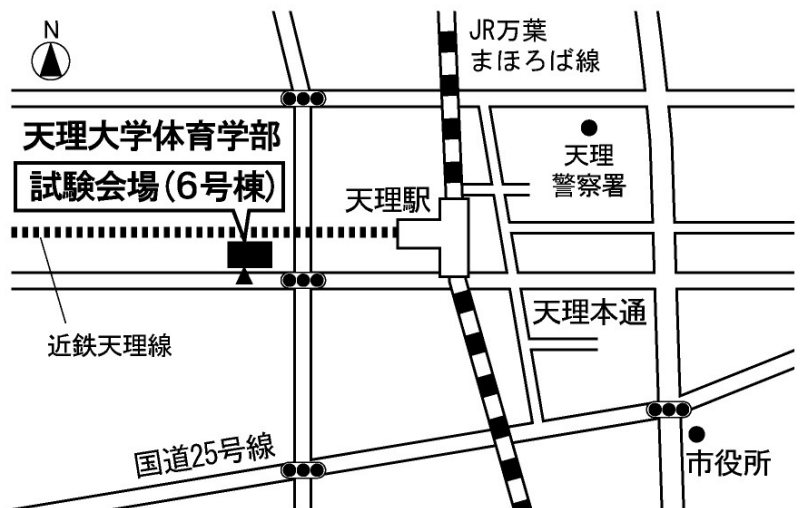 N
JR万葉
まほろば線
天理大学体育学部
試験会場（6号棟）
天理
警察署
天理駅
天理本通
近鉄天理線
国道25号線
市役所